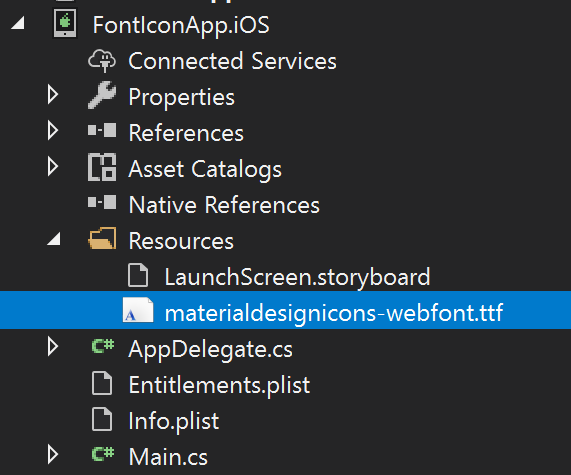 FontIconApp.iOS
Connected Services
Properties
References
Asset Catalogs
Native References
Resources
LaunchScreen.storyboard
materialdesignicons-webfont.ttf
C# AppDelegate.cs
Entitlements.plist
Info.plist
C# Main.cs